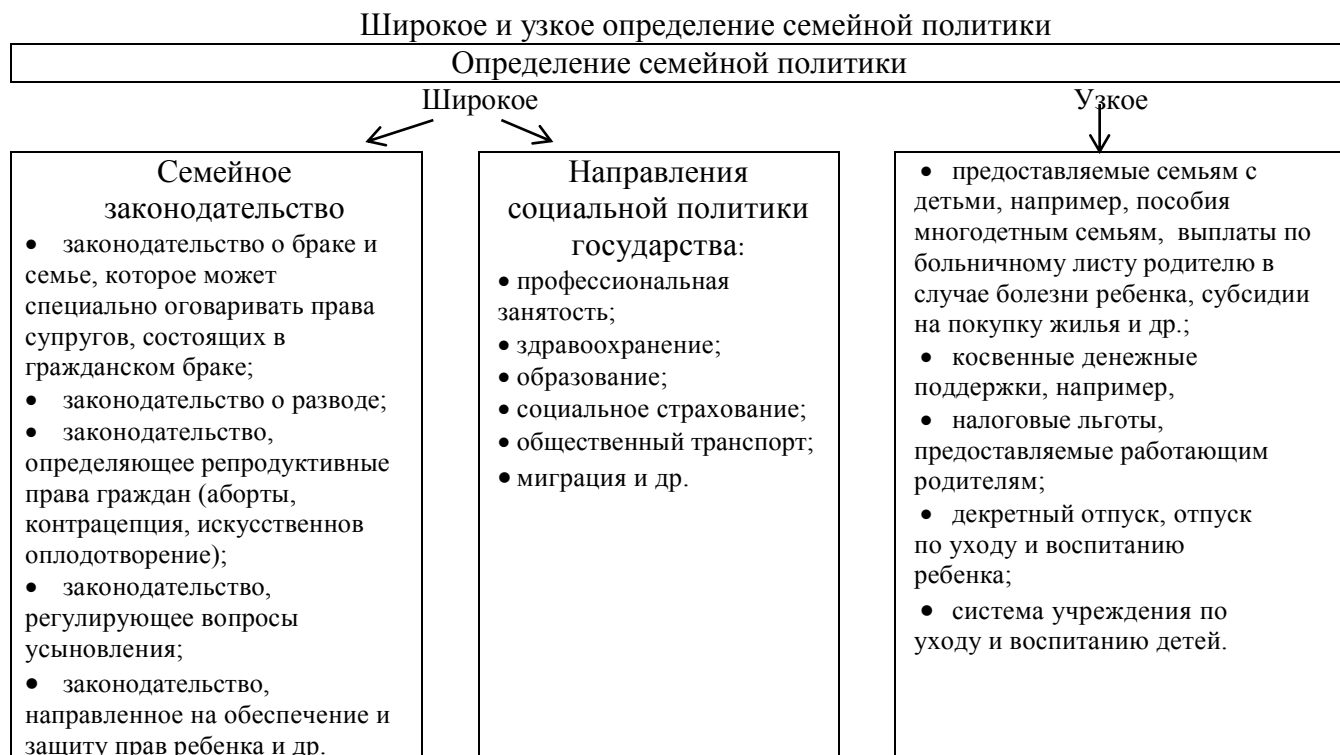 Широкое и узкое определение семейной политики
Определение семейной политики
Широкое
Узкое
Семейное
законодательство
• законодательство о браке и
семье, которое может
специально оговаривать права
супругов, состоящих в
гражданском браке;
• законодательство о разводе;
• законодательство,
определяющее репродуктивные
права граждан (аборты,
контрацепция, искусственнов
оплодотворение);
• законодательство,
регулирующее вопросы
усыновления;
• законодательство,
направленное на обеспечение и
защиту прав ребенка и др.
Направления
социальной политики
государства:
• профессиональная
занятость;
• здравоохранение;
• образование;
• социальное страхование;
• общественный транспорт;
• миграция и др.
• предоставляемые семьям с
детьми, например, пособия
многодетным семьям, выплаты по
больничному листу родителю в
случае болезни ребенка, субсидии
на покупку жилья и др.;
• косвенные денежные
поддержки, например,
• налоговые льготы,
предоставляемые работающим
родителям;
• декретный отпуск, отпуск
по уходу и воспитанию
ребенка;
• система учреждения по
уходу и воспитанию детей.